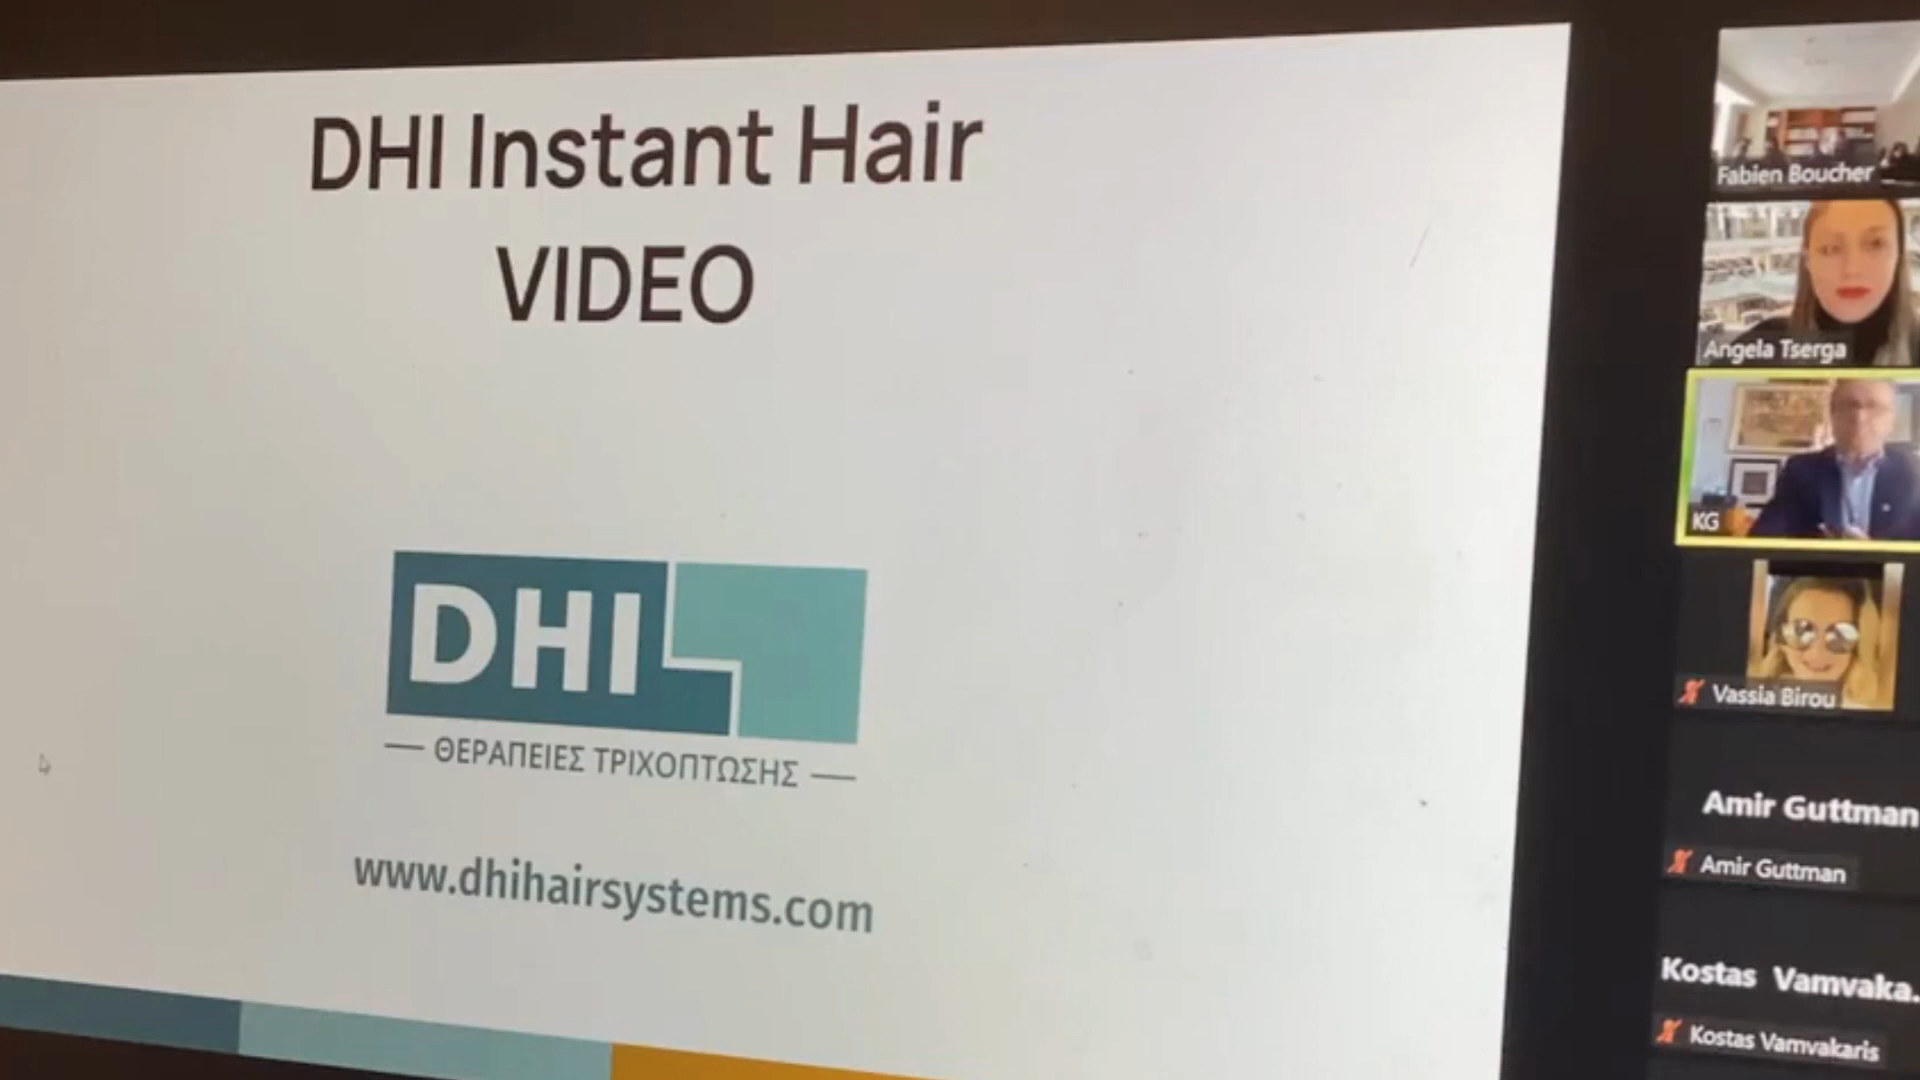 DHI Instant Hair
VIDEO
DHI
ΘΕΡΑΠΕΙΕΣ ΤΡΙΧΟΠΤΩΣΗΣ
www.dhihairsystems.com
Fabien Boucher
Angela Tserga
KG
Vassia Birou
Amir Guttman
Amir Guttman
Kostas Vamvaka..
Kostas Vamvakaris